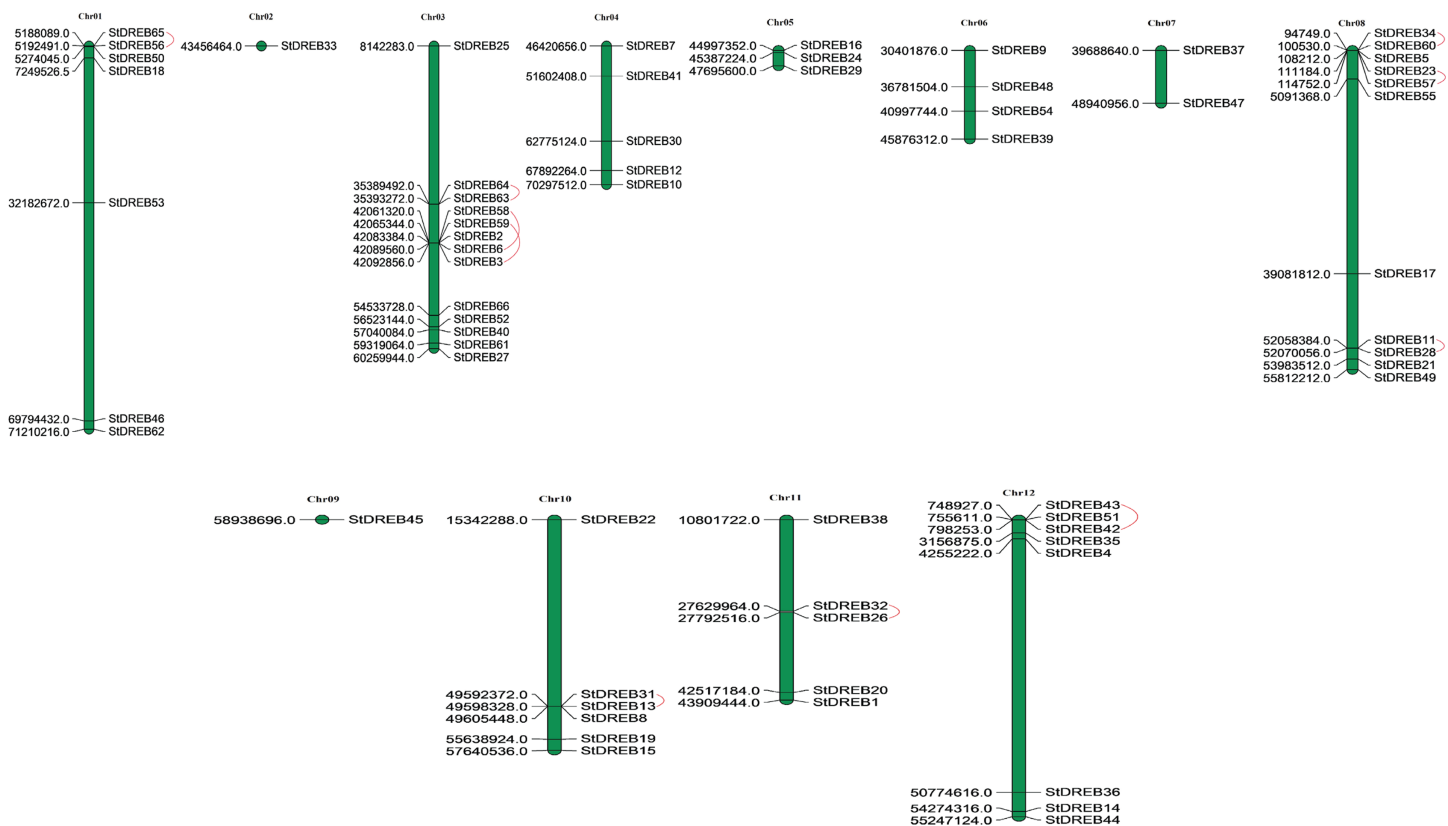 Chr01
5188089.0 StDREB65
5192491.0 StDREB56
5274045.0 StDREB50
7249526.5 StDREB18
32182672.0 StDREB53
69794432.0 StDREB46
71210216.0 StDREB62
Chr02
43456464.0 StDREB33
Chr03
8142283.0 StDREB25
35389492.0 StDREB64
35393272.0 StDREB63
42061320.0 StDREB58
42065344.0 StDREB59
42083384.0 StDREB2
42089560.0 StDREB6
42092856.0 StDREB3
54533728.0 StDREB66
56523144.0 StDREB52
57040084.0 StDREB40
59319064.0 StDREB61
60259944.0 StDREB27
Chr04
46420656.0 StDREB7
51602408.0 StDREB41
62775124.0 StDREB30
67892264.0 StDREB12
70297512.0 StDREB10
Chr05
44997352.0 StDREB16
45387224.0 StDREB24
47695600.0 StDREB29
Chr06
30401876.0 StDREB9
36781504.0 StDREB48
40997744.0 StDREB54
45876312.0 StDREB39
Chr07
39688640.0 StDREB37
48940956.0 StDREB47
Chr08
94749.0 StDREB34
100530.0 StDREB60
108212.0 StDREB5
111184.0 StDREB23
114752.0 StDREB57
5091368.0 StDREB55
39081812.0 StDREB17
52058384.0 StDREB11
52070056.0 StDREB28
53983512.0 StDREB21
55812212.0 StDREB49
Chr09
58938696.0 StDREB45
Chr10
15342288.0 StDREB22
49592372.0 StDREB31
49598328.0 StDREB13
49605448.0 StDREB8
55638924.0 StDREB19
57640536.0 StDREB15
Chr11
10801722.0 StDREB38
27629964.0 StDREB32
27792516.0 StDREB26
42517184.0 StDREB20
43909444.0 StDREB1
Chr12
748927.0 StDREB43
755611.0 StDREB51
798253.0 StDREB42
3156875.0 StDREB35
4255222.0 StDREB4
50774616.0 StDREB36
54274316.0 StDREB14
55247124.0 StDREB44